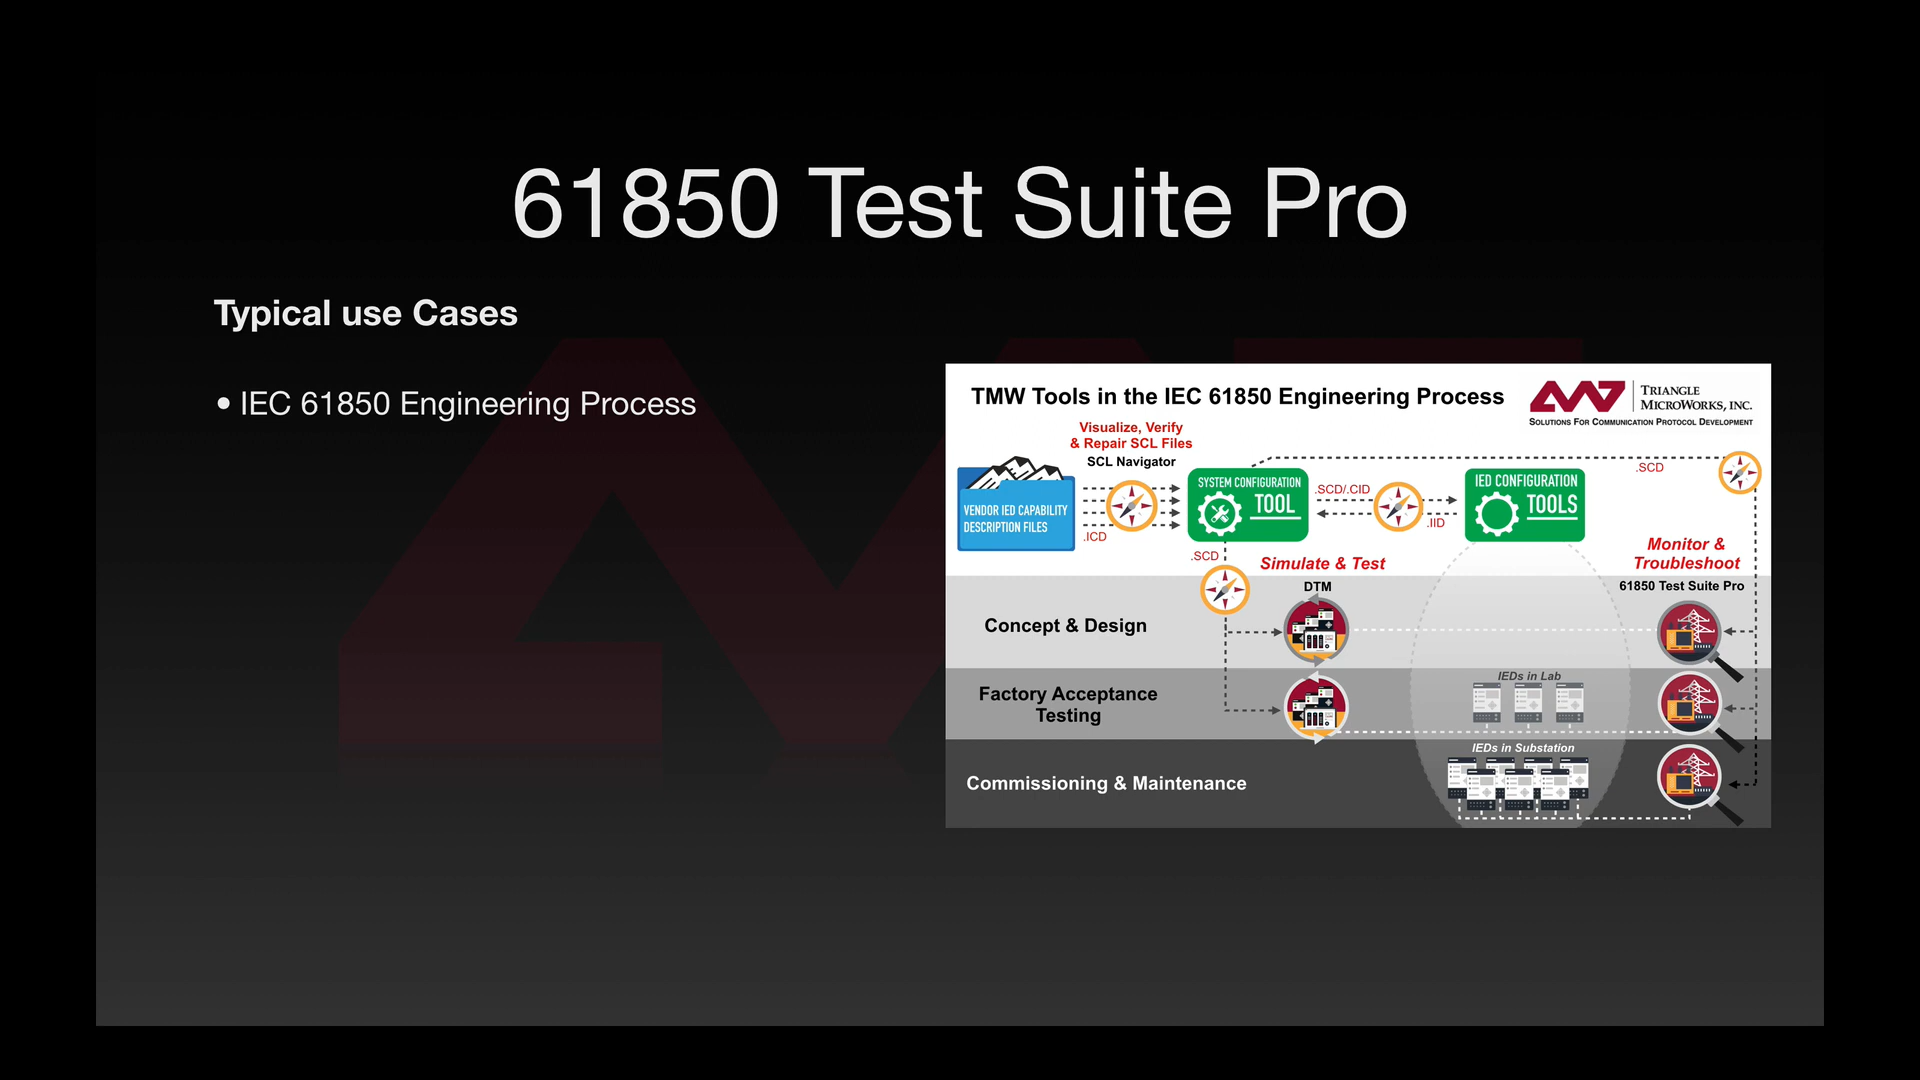 61850 Test Suite Pro
Typical use Cases
• IEC 61850 Engineering Process
TMW Tools in the IEC 61850 Engineering Process
TRIANGLE
MICROWORKS, INC.
SOLUTIONS FOR COMMUNICATION PROTOCOL DEVELOPMENT
Visualize, Verify
& Repair SCL Files
SCL Navigator
VENDOR IED CAPABILITY
DESCRIPTION FILES
.ICD
SYSTEM CONFIGURATION
TOOL
.SCD/.CID
.IID
IED CONFIGURATION
TOOLS
.SCD
.SCD
Simulate & Test
DTM
Monitor &
Troubleshoot
61850 Test Suite Pro
Concept & Design
Factory Acceptance
Testing
IEDs in Lab
IEDs in Substation
Commissioning & Maintenance